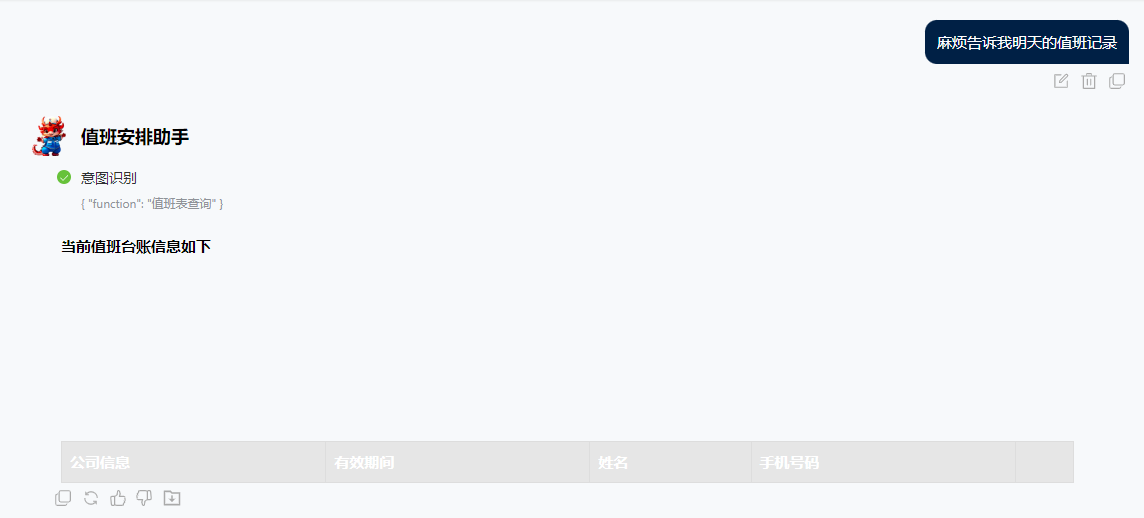 麻烦告诉我明天的值班记录
值班安排助手
意图识别
{ "function": "值班表查询" }
当前值班台账信息如下
公司信息 有效期间 姓名 手机号码